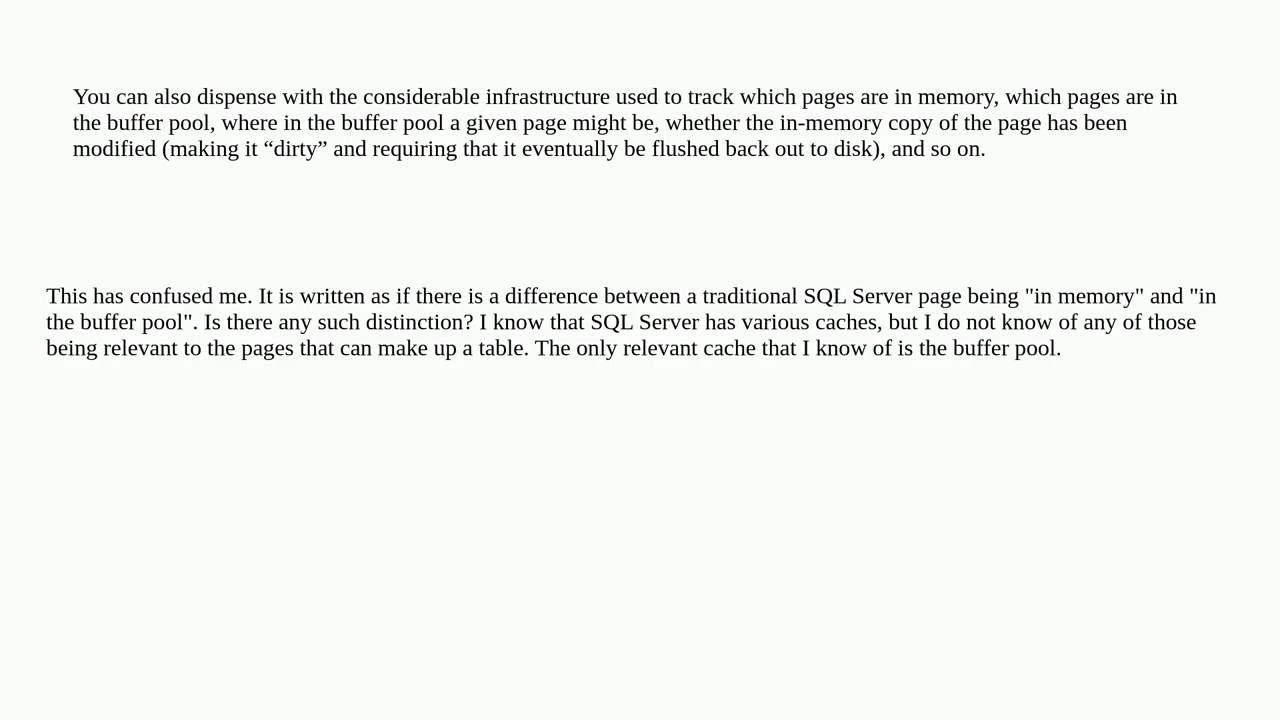 You can also dispense with the considerable infrastructure used to track which pages are in memory, which pages are in
the buffer pool, where in the buffer pool a given page might be, whether the in-memory copy of the page has been
modified (making it “dirty” and requiring that it eventually be flushed back out to disk), and so on.
This has confused me. It is written as if there is a difference between a traditional SQL Server page being "in memory" and "in
the buffer pool". Is there any such distinction? I know that SQL Server has various caches, but I do not know of any of those
being relevant to the pages that can make up a table. The only relevant cache that I know of is the buffer pool.